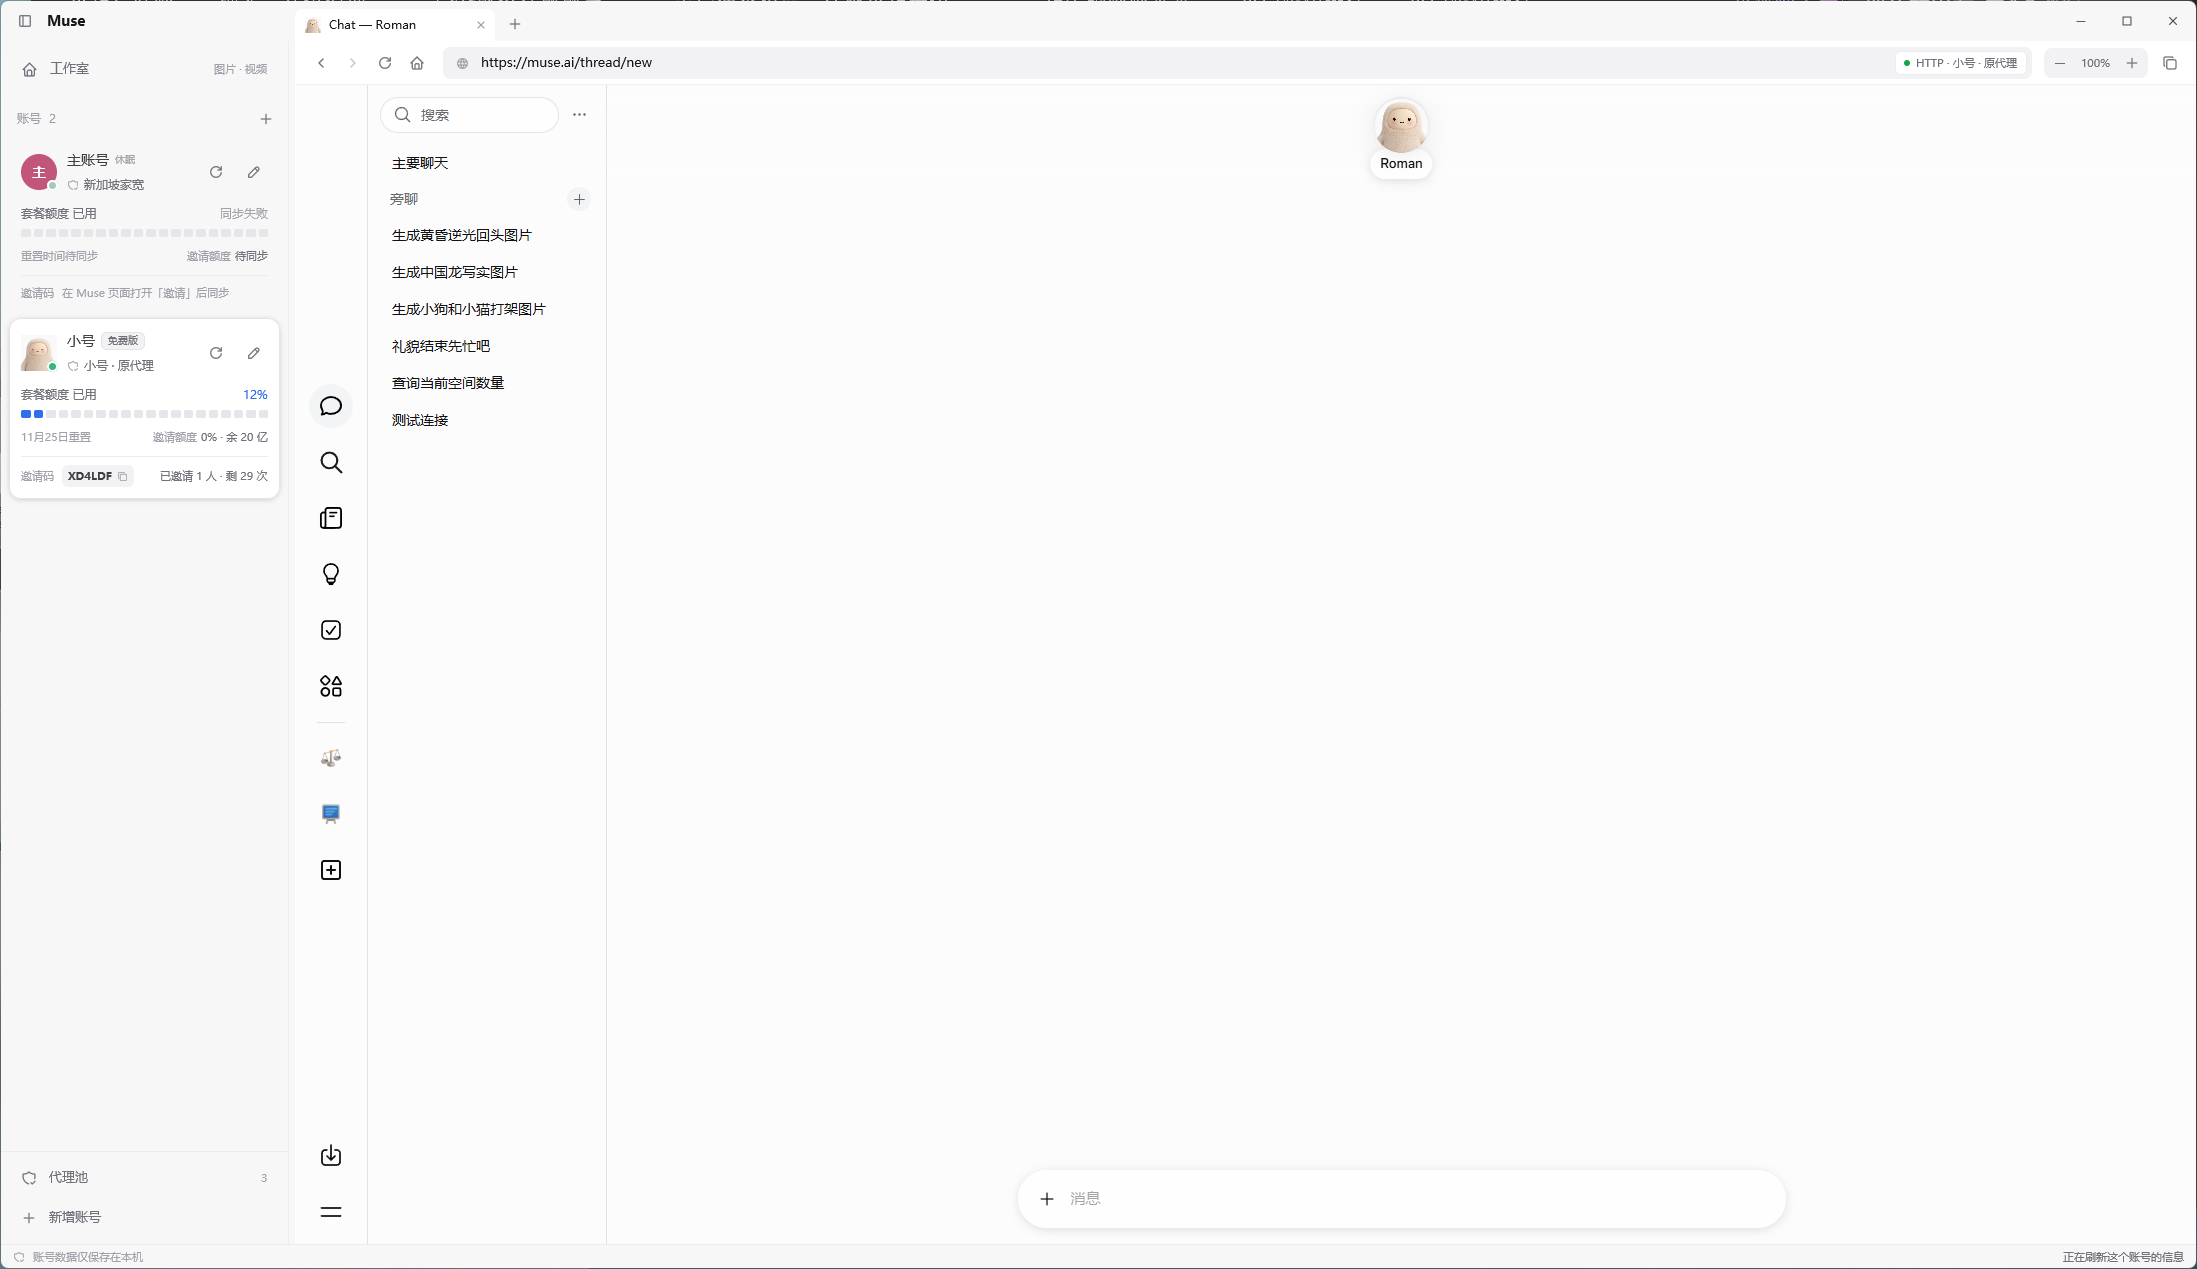 Muse
工作室 图片 · 视频
账号 2
主 主账号 休眠
新加坡家宽
套餐额度 已用 同步失败
重置时间待同步 邀请额度 待同步
邀请码 在 Muse 页面打开「邀请」后同步
小号 免费版
小号 · 原代理
套餐额度 已用 12%
11月25日重置 邀请额度 0% · 余 20 亿
邀请码 XD4LDF 已邀请 1 人 · 剩 29 次
代理池 3
新增账号
账号数据仅保存在本机
Chat — Roman
https://muse.ai/thread/new
HTTP · 小号 · 原代理
100%
搜索
主要聊天
旁聊
生成黄昏逆光回头图片
生成中国龙写实图片
生成小狗和小猫打架图片
礼貌结束先忙吧
查询当前空间数量
测试连接
Roman
消息
正在刷新这个账号的信息